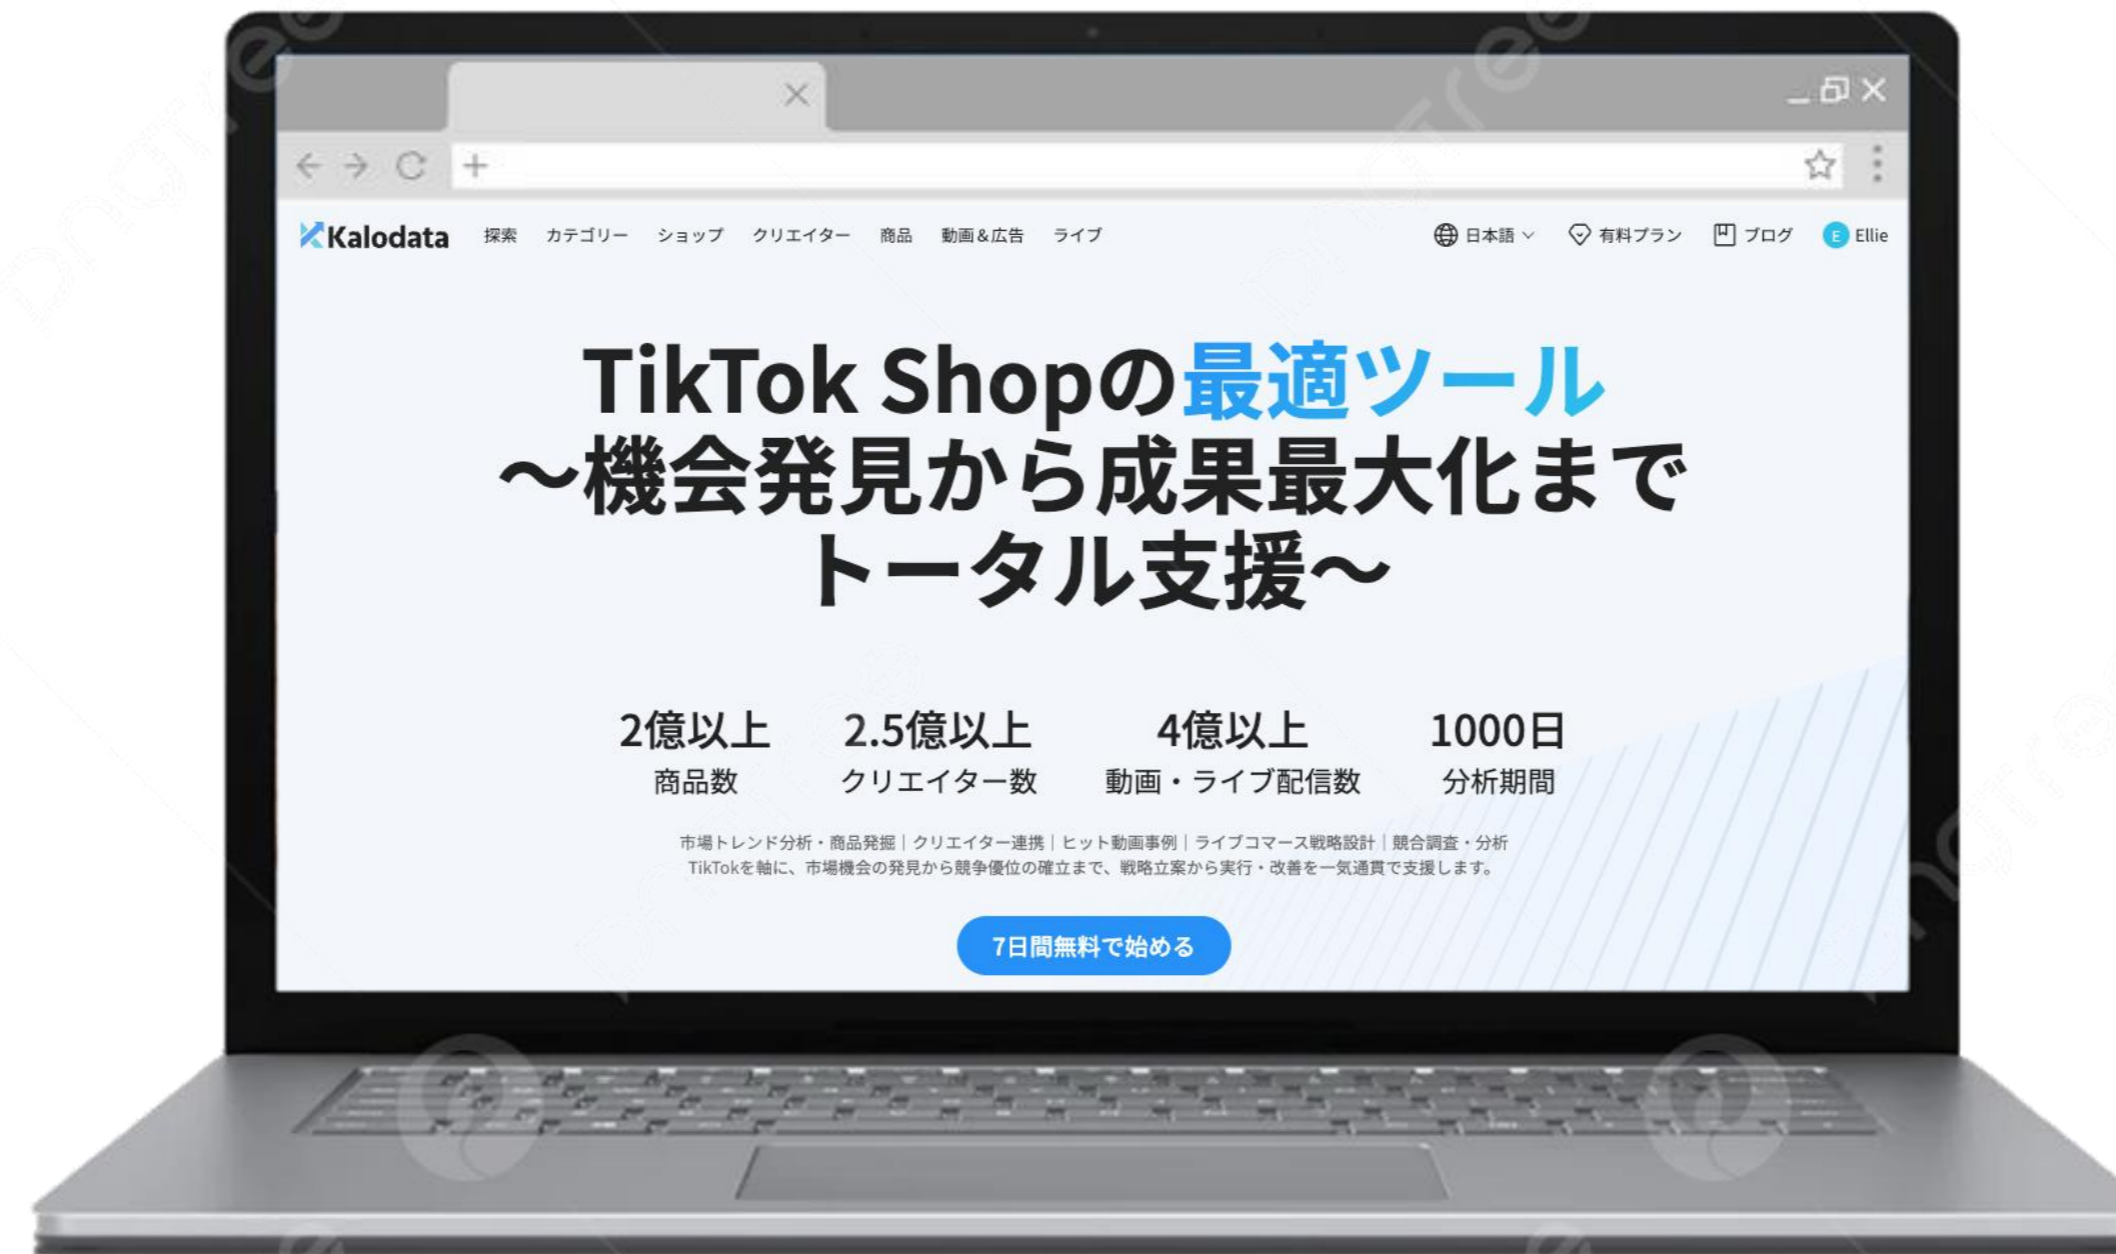 Kalodata 探索 カテゴリー ショップ クリエイター 商品 動画&広告 ライブ 日本語 有料プラン ブログ E Ellie
TikTok Shopの最適ツール
〜機会発見から成果最大化まで
トータル支援〜
2億以上 2.5億以上 4億以上 1000日
商品数 クリエイター数 動画・ライブ配信数 分析期間
市場トレンド分析・商品発掘|クリエイター連携|ヒット動画事例|ライブコマース戦略設計|競合調査・分析
TikTokを軸に、市場機会の発見から競争優位の確立まで、戦略立案から実行・改善を一気通貫で支援します。
7日間無料で始める